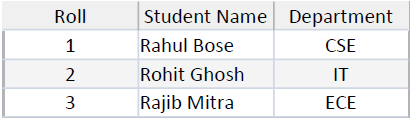 Roll Student Name Department
1 Rahul Bose CSE
2 Rohit Ghosh IT
3 Rajib Mitra ECE